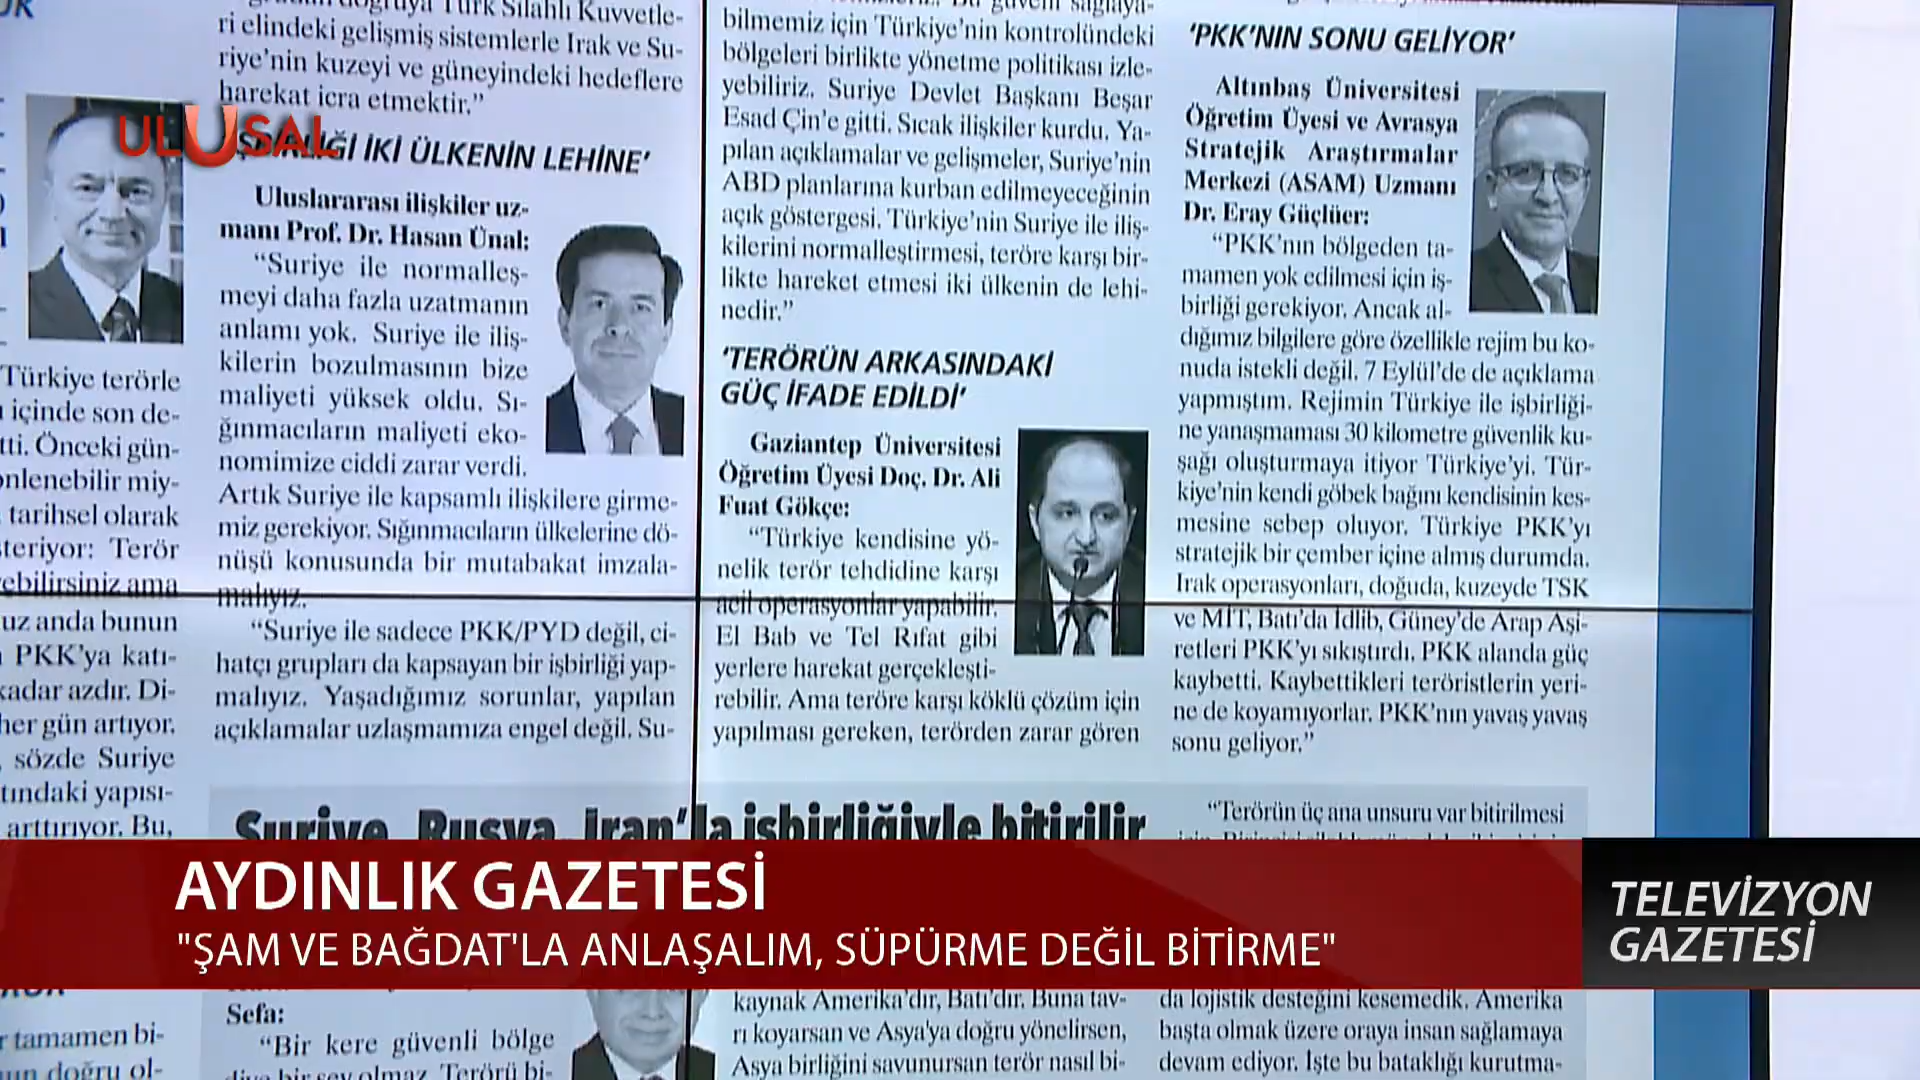 ULUSAL
Türkiye terörle
içinde son de-
tti. Önceki gün-
nlenebilir miy-
tarihsel olarak
teriyor: Terör
ebilirsiniz ama
uz anda bunun
PKK'ya katı-
kadar azdır. Di-
her gün artıyor.
sözde Suriye
tındaki yapısı-
arttırıyor. Bu,
r tamamen bi-
un doğru ol-
doğruya Türk Silahlı Kuvvetle-
ri elindeki gelişmiş sistemlerle Irak ve Su-
riye'nin kuzeyi ve güneyindeki hedeflere
harekat icra etmektir."
İKİ ÜLKENİN LEHİNE'
Uluslararası ilişkiler uz-
manı Prof. Dr. Hasan Ünal:
"Suriye ile normalleş-
meyi daha fazla uzatmanın
anlamı yok. Suriye ile iliş-
kilerin bozulmasının bize
maliyeti yüksek oldu. Sı-
ğınmacıların maliyeti eko-
nomimize ciddi zarar verdi.
Artık Suriye ile kapsamlı ilişkilere girme-
miz gerekiyor. Sığınmacıların ülkelerine dö-
nüşü konusunda bir mutabakat imzala-
malıyız.
"Suriye ile sadece PKK/PYD değil, ci-
hatçı grupları da kapsayan bir işbirliği yap-
malıyız. Yaşadığımız sorunlar, yapılan
açıklamalar uzlaşmamıza engel değil. Su-
bilmemiz için Türkiye'nin kontrolündeki
bölgeleri birlikte yönetme politikası izle-
yebiliriz. Suriye Devlet Başkanı Beşar
Esad Çin'e gitti. Sıcak ilişkiler kurdu. Ya-
pılan açıklamalar ve gelişmeler, Suriye'nin
ABD planlarına kurban edilmeyeceğinin
açık göstergesi. Türkiye'nin Suriye ile iliş-
kilerini normalleştirmesi, teröre karşı bir-
likte hareket etmesi iki ülkenin de lehi-
nedir."
'TERÖRÜN ARKASINDAKİ
GÜÇ İFADE EDİLDİ'
Gaziantep Üniversitesi
Öğretim Üyesi Doç. Dr. Ali
Fuat Gökçe:
"Türkiye kendisine yö-
nelik terör tehdidine karşı
acil operasyonlar yapabilir.
El Bab ve Tel Rıfat gibi
yerlere harekat gerçekleşti-
rebilir. Ama teröre karşı köklü çözüm için
yapılması gereken, terörden zarar gören
'PKK'NIN SONU GELİYOR'
Altınbaş Üniversitesi
Öğretim Üyesi ve Avrasya
Stratejik Araştırmalar
Merkezi (ASAM) Uzmanı
Dr. Eray Güçlüer:
"PKK'nın bölgeden ta-
mamen yok edilmesi için iş-
birliği gerekiyor. Ancak al-
dığımız bilgilere göre özellikle rejim bu ko-
nuda istekli değil. 7 Eylül'de de açıklama
yapmıştım. Rejimin Türkiye ile işbirliği-
ne yanaşmaması 30 kilometre güvenlik ku-
şağı oluşturmaya itiyor Türkiye'yi. Tür-
kiye'nin kendi göbek bağını kendisinin kes-
mesine sebep oluyor. Türkiye PKK'yı
stratejik bir çember içine almış durumda.
Irak operasyonları, doğuda, kuzeyde TSK
ve MİT, Batı'da İdlib, Güney'de Arap Aşi-
retleri PKK'yı sıkıştırdı. PKK alanda güç
kaybetti. Kaybettikleri teröristlerin yeri-
ne de koyamıyorlar. PKK'nın yavaş yavaş
sonu geliyor."
Suriye, Rusya, İran'la işbirliğiyle bitirilir
"Terörün üç ana unsuru var bitirilmesi
AYDINLIK GAZETESİ
"ŞAM VE BAĞDAT'LA ANLAŞALIM, SÜPÜRME DEĞİL BİTİRME"
TELEVİZYON
GAZETESİ
Sefa:
"Bir kere güvenli bölge
diye bir şey olmaz. Terörü bi-
kaynak Amerika'dır, Batı'dır. Buna tav-
rı koyarsan ve Asya'ya doğru yönelirsen,
Asya birliğini savunursan terör nasıl bi-
da lojistik desteğini kesemedik. Amerika
başta olmak üzere oraya insan sağlamaya
devam ediyor. İşte bu bataklığı kurutma-